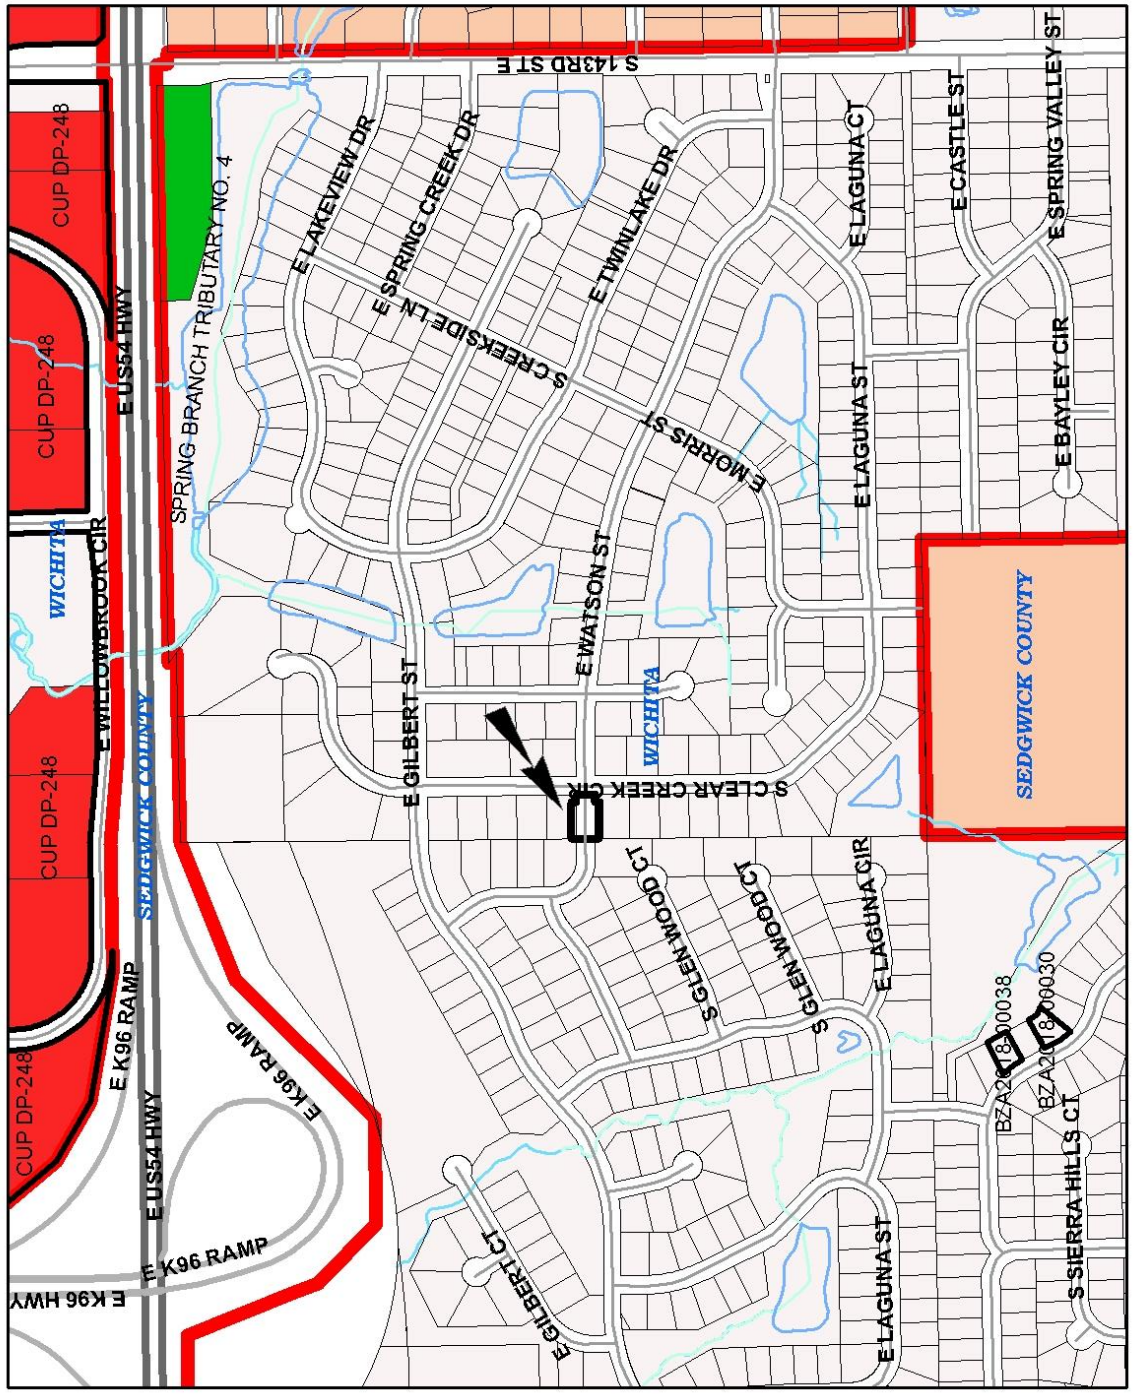 S 143RD ST E
CUP DP-248
CUP DP-248
CUP DP-248
CUP DP-248
E US54 HWY
E US54 HWY
SPRING BRANCH TRIBUTARY NO. 4
E LAKEVIEW DR
E SPRING CREEK DR
S CREEKSIDE LN
E TWINLAKE DR
E LAGUNA CT
E CASTLE ST
E SPRING VALLEY ST
E BAYLEY CIR
E MORRIS ST
E LAGUNA ST
WICHITA
E WILLOWBROOK CIR
SEDGWICK COUNTY
E GILBERT ST
E WATSON ST
WICHITA
SEDGWICK COUNTY
S CLEAR CREEK CIR
S GLEN WOOD CT
S GLEN WOOD CT
E LAGUNA CIR
E K96 RAMP
E K96 RAMP
E K96 RAMP
E K96 HWY
E GILBERT CT
E LAGUNA ST
BZA2018-00038
BZA2018-00030
S SIERRA HILLS CT